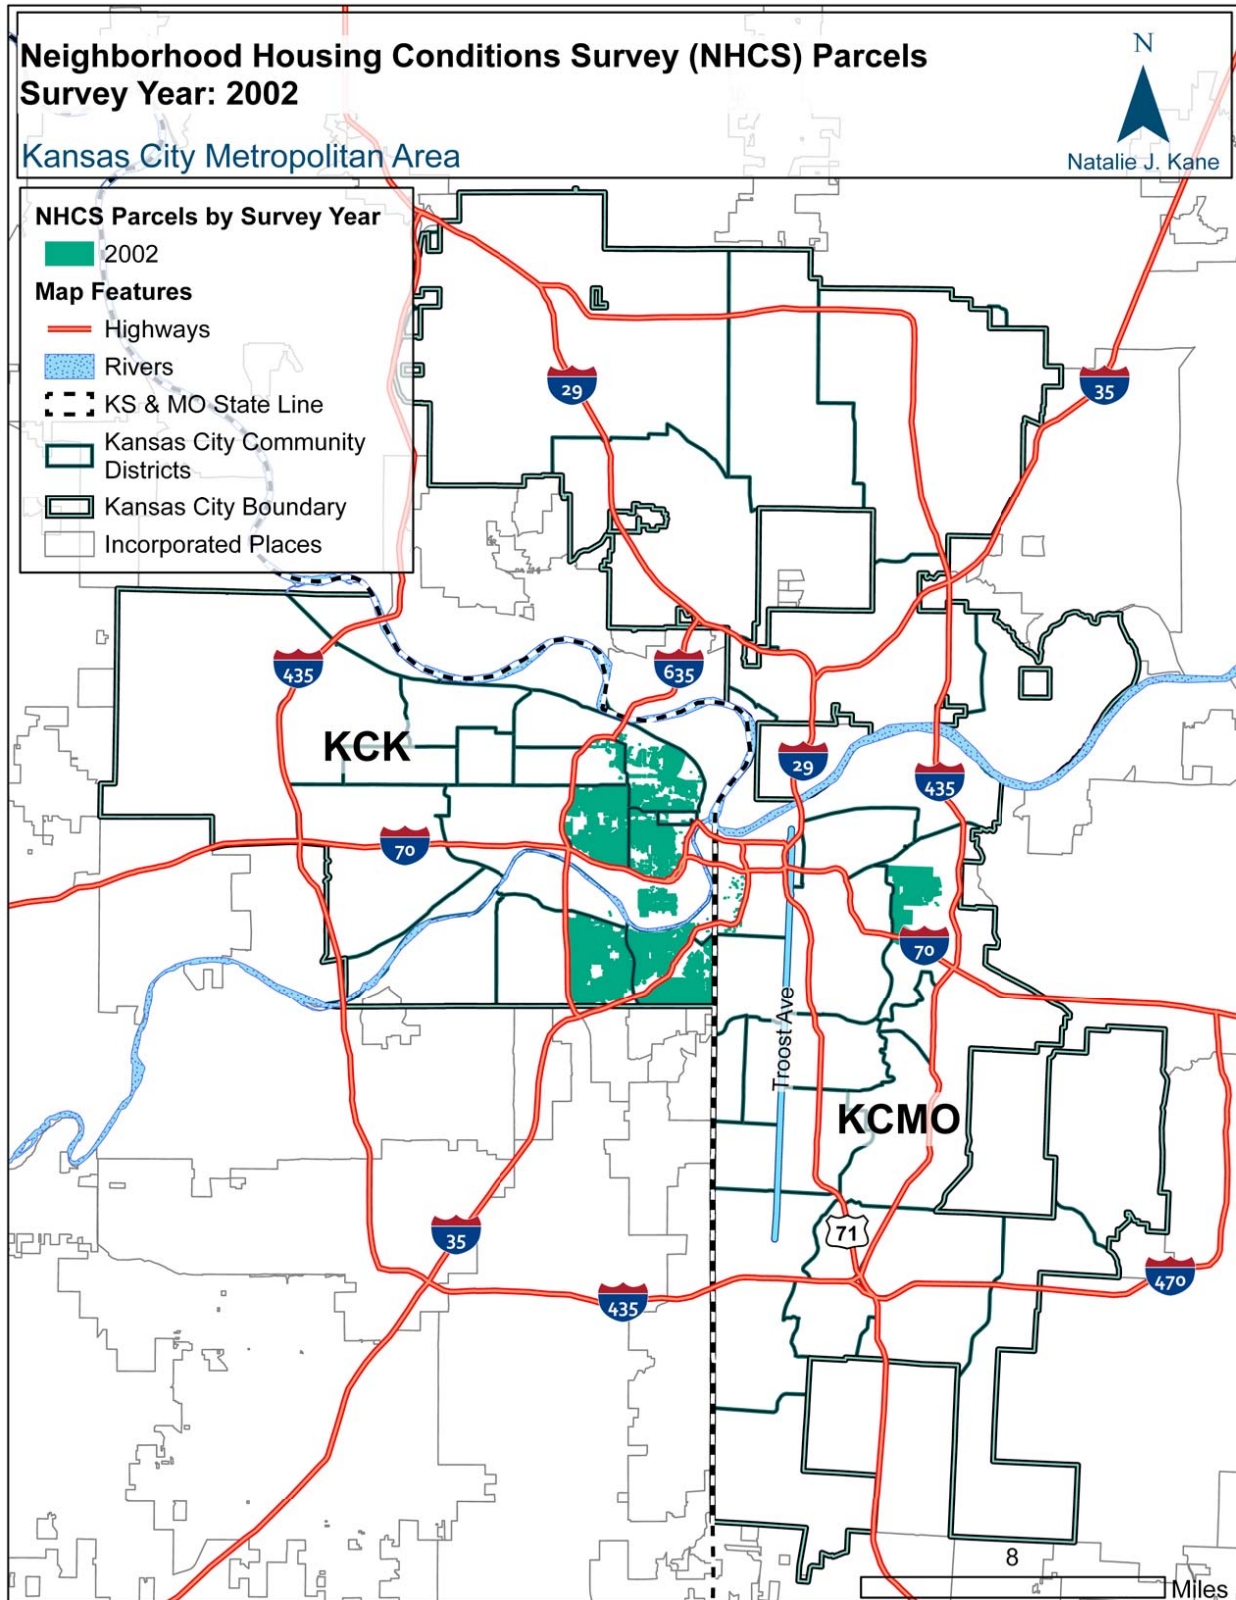 Neighborhood Housing Conditions Survey (NHCS) Parcels
Survey Year: 2002
Kansas City Metropolitan Area
N
Natalie J. Kane
NHCS Parcels by Survey Year
2002
Map Features
Highways
Rivers
KS & MO State Line
Kansas City Community
Districts
Kansas City Boundary
Incorporated Places
29
35
435
635
KCK
29
435
70
70
Troost Ave
KCMO
71
35
470
435
8
Miles